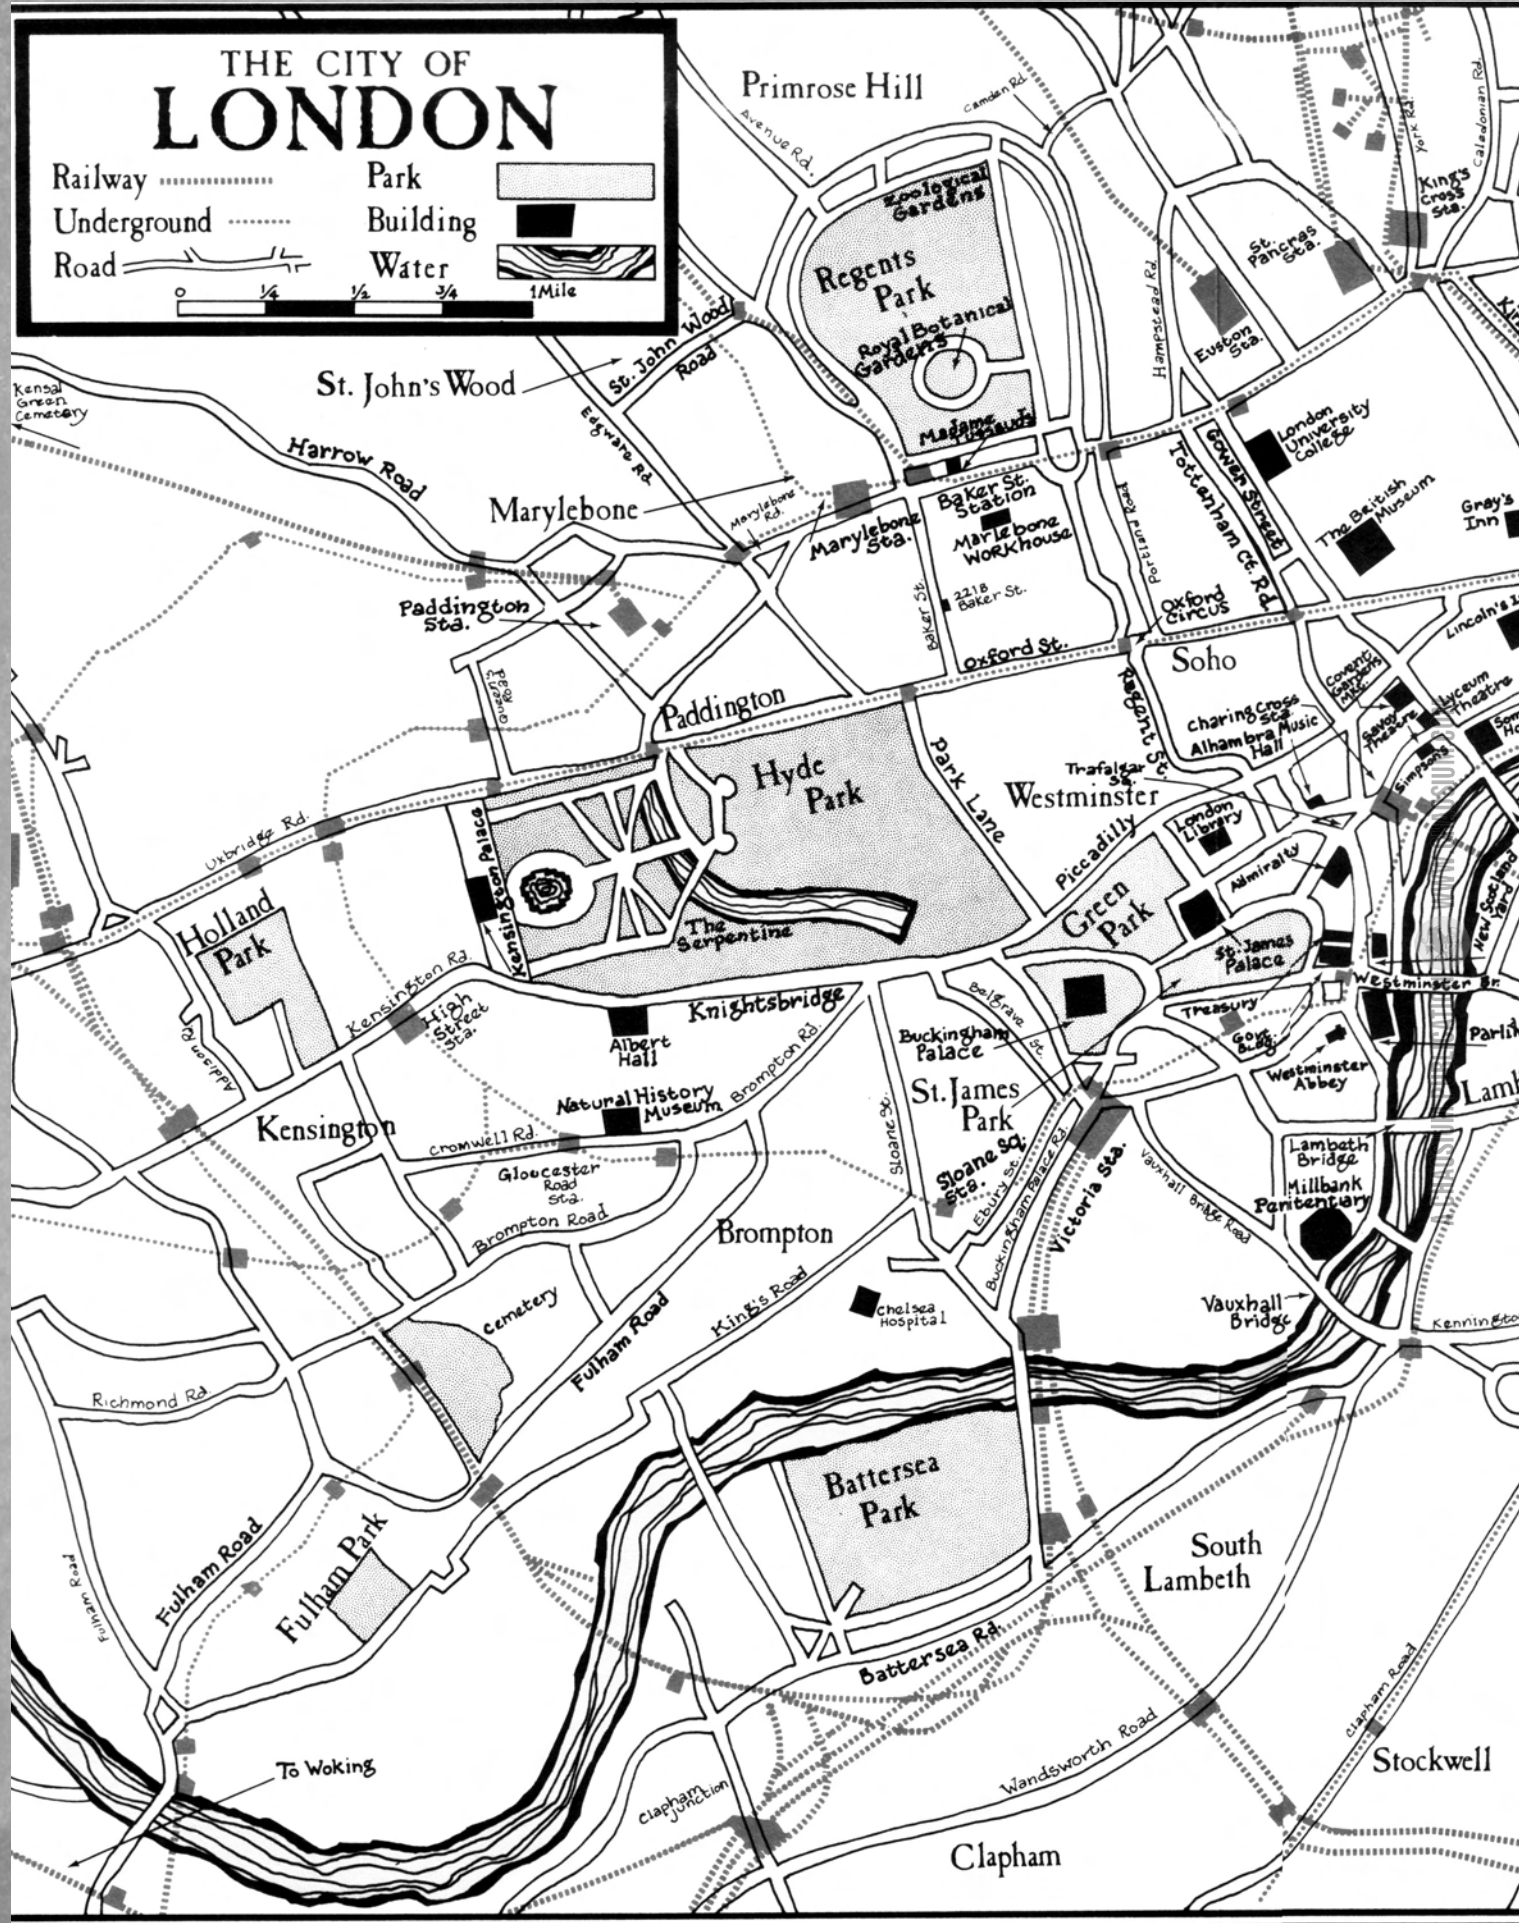 THE CITY OF
LONDON
Railway
Park
Underground
Building
Road
Water
0
1/4
1/2
3/4
1 Mile
Primrose Hill
Camden Rd.
Avenue Rd.
York Rd.
Caledonian Rd.
King's
Cross
Sta.
St.
Pancras
Sta.
Zoological
Gardens
Regents
Park
Royal Botanical
Gardens
Hampstead Rd.
Euston
Sta.
St. John Wood
Road
St. John's Wood
Kensal
Green
Cemetery
Harrow Road
Edgware Rd.
Madame
Tussauds
Gower Street
London
University
College
Tottenham Ct. Rd.
The Beitish
Museum
Gray's
Inn
Marylebone
Marylebone
Rd.
Marylebone
Sta.
Baker St.
Station
Marlebone
Workhouse
Portland Road
221B
Baker St.
Baker St.
Oxford
Circus
Oxford St.
Paddington
Sta.
Queen's
Road
Paddington
Soho
Lincoln's
Covent
Gardens
Mkt.
Lyceum
Theatre
Savoy
Theatre
Simpsons
Charing Cross
Sta.
Alhambra Music
Hall
Regent St.
Trafalgar
Sq.
Westminster
Hyde
Park
Park Lane
Piccadilly
London
Library
Admiralty
New Scotland
Yard
Uxbridge Rd.
Kensington Palace
The
Serpentine
Green
Park
St. James
Palace
Holland
Park
Kensington Rd.
High
Street
Sta.
Addison Rd.
Knightsbridge
Albert
Hall
Belgrave
St.
Buckingham
Palace
Treasury
Govt.
Bldg.
Westminster Br.
Westminster
Abbey
Natural History
Museum
Brompton Rd.
St. James
Park
Kensington
Cromwell Rd.
Gloucester
Road
Sta.
Brompton Road
Sloane St.
Sloane Sq.
Sta.
Ebury St.
Buckingham Palace Rd.
Victoria Sta.
Vauxhall Bridge Road
Lambeth
Bridge
Millbank
Penitentuary
Brompton
Cemetery
Fulham Road
King's Road
Chelsea
Hospital
Vauxhall
Bridge
Richmond Rd.
Battersea
Park
Fulham Road
Fulham Road
Fulham Park
South
Lambeth
Battersea Rd.
Clapham Road
Wandsworth Road
To Woking
Clapham
Junction
Stockwell
Clapham